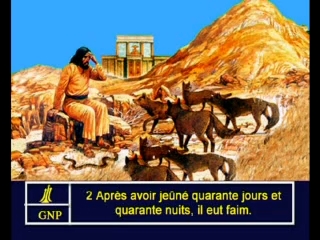 2 Après avoir jeûné quarante jours et
quarante nuits, il eut faim.
GNP